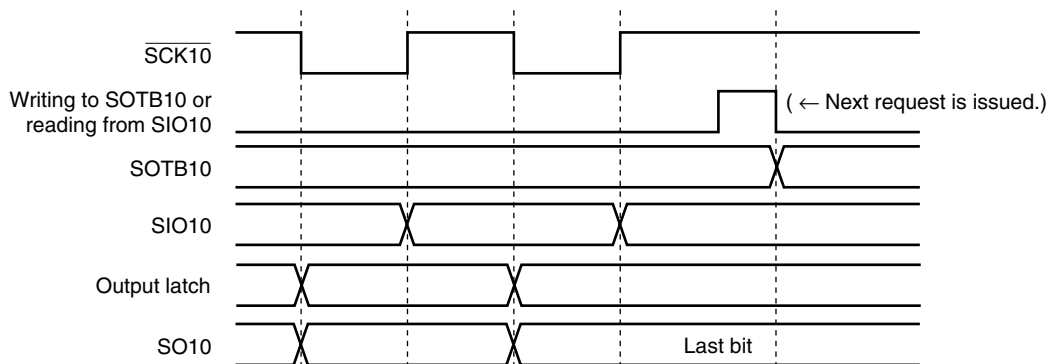 SCK10
Writing to SOTB10 or
reading from SIO10
( ← Next request is issued.)
SOTB10
SIO10
Output latch
SO10
Last bit